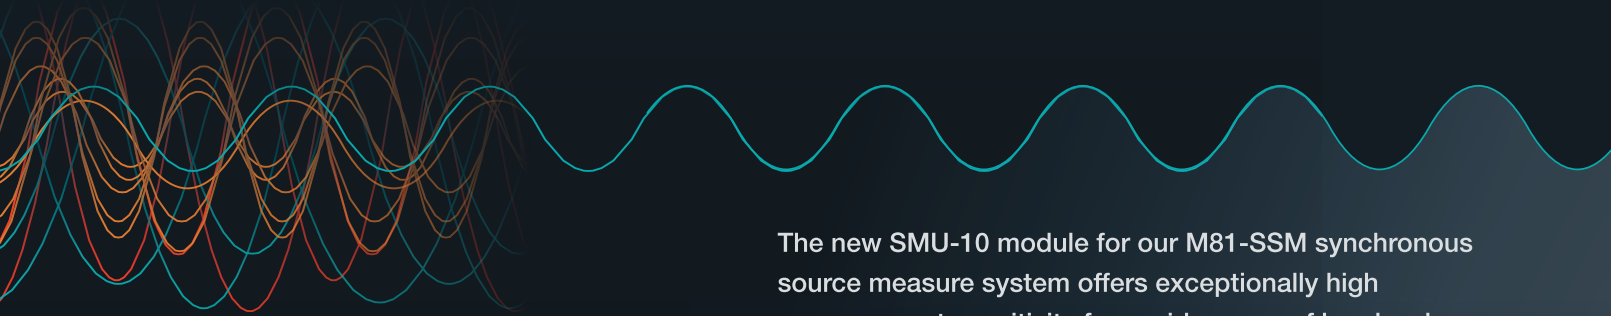 The new SMU-10 module for our M81-SSM synchronous
source measure system offers exceptionally high